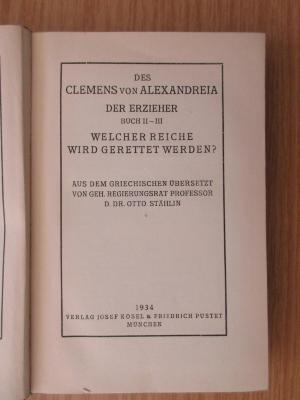 DES
CLEMENS VON ALEXANDREIA
DER ERZIEHER
BUCH II–III
WELCHER REICHE
WIRD GERETTET WERDEN?
AUS DEM GRIECHISCHEN ÜBERSETZT
VON GEH. REGIERUNGSRAT PROFESSOR
D. DR. OTTO STÄHLIN
1934
VERLAG JOSEF KÖSEL & FRIEDRICH PUSTET
MÜNCHEN